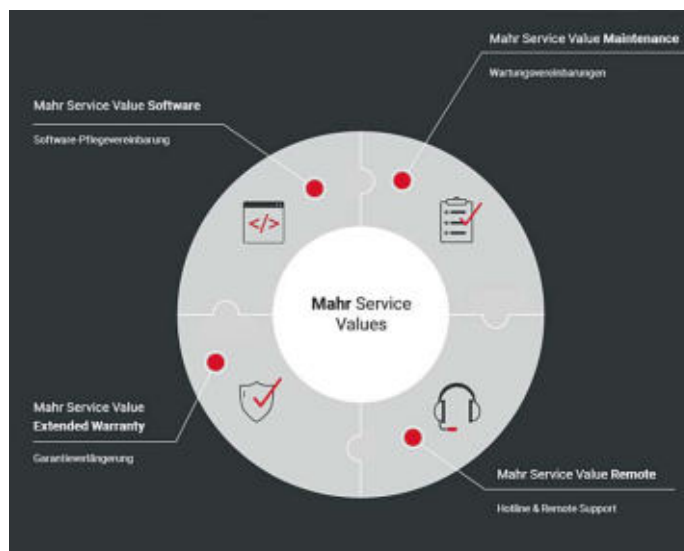 Mahr Service Value Maintenance
Wartungsvereinbarungen
Mahr Service Value Software
Software-Pflegevereinbarung
</>
Mahr Service
Values
Mahr Service Value
Extended Warranty
Garantieverlängerung
Mahr Service Value Remote
Hotline & Remote Support